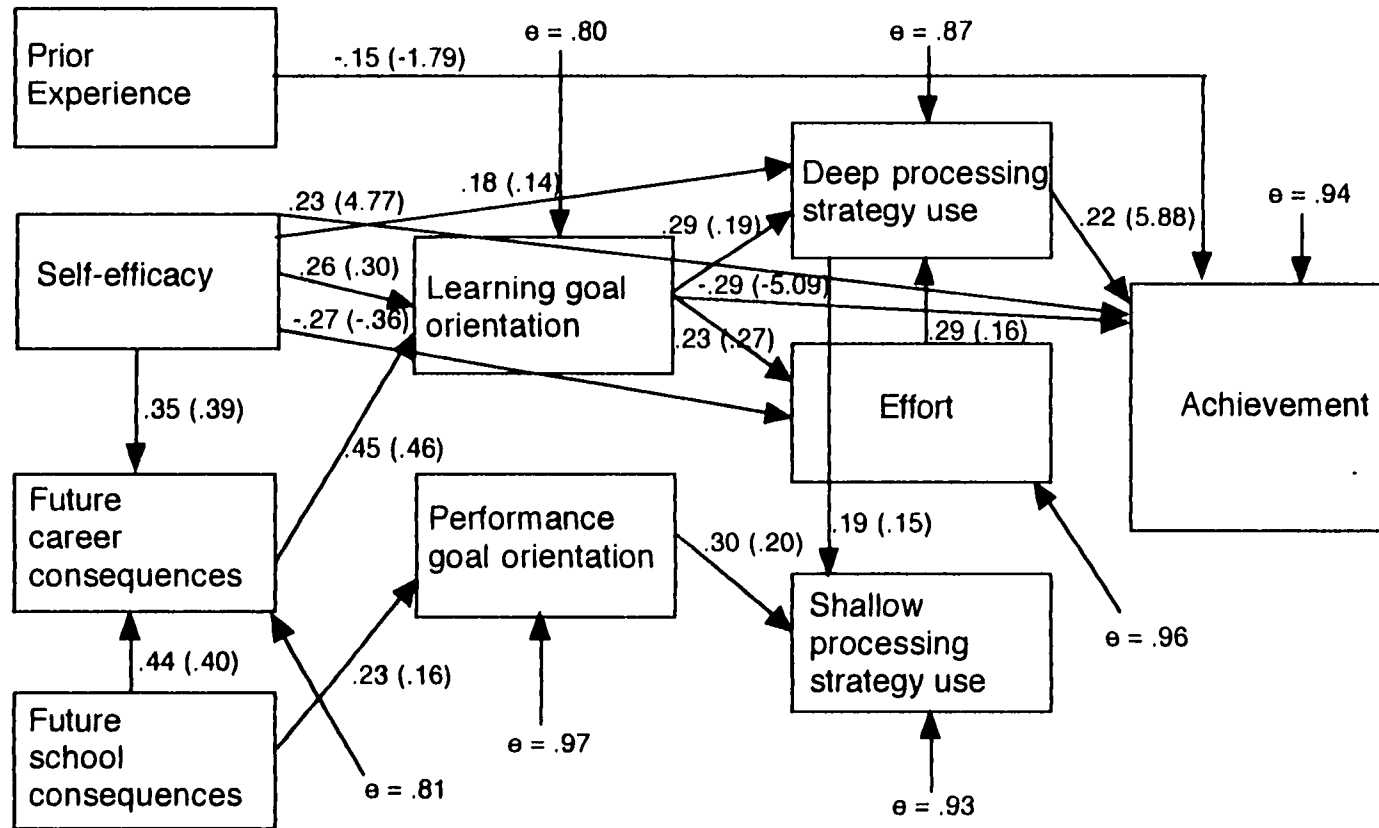 e = .80
e = .87
Prior
Experience
-.15 (-1.79)
Deep processing
strategy use
.18 (.14)
.23 (4.77)
e = .94
.29 (.19)
.22 (5.88)
Self-efficacy
.26 (.30)
Learning goal
orientation
-.29 (-5.09)
-.27 (-.36)
.23 (.27)
.29 (.16)
Effort
Achievement
.35 (.39)
.45 (.46)
Future
career
consequences
Performance
goal orientation
.30 (.20)
.19 (.15)
Shallow
processing
strategy use
e = .96
.44 (.40)
.23 (.16)
Future
school
consequences
e = .97
e = .81
e = .93